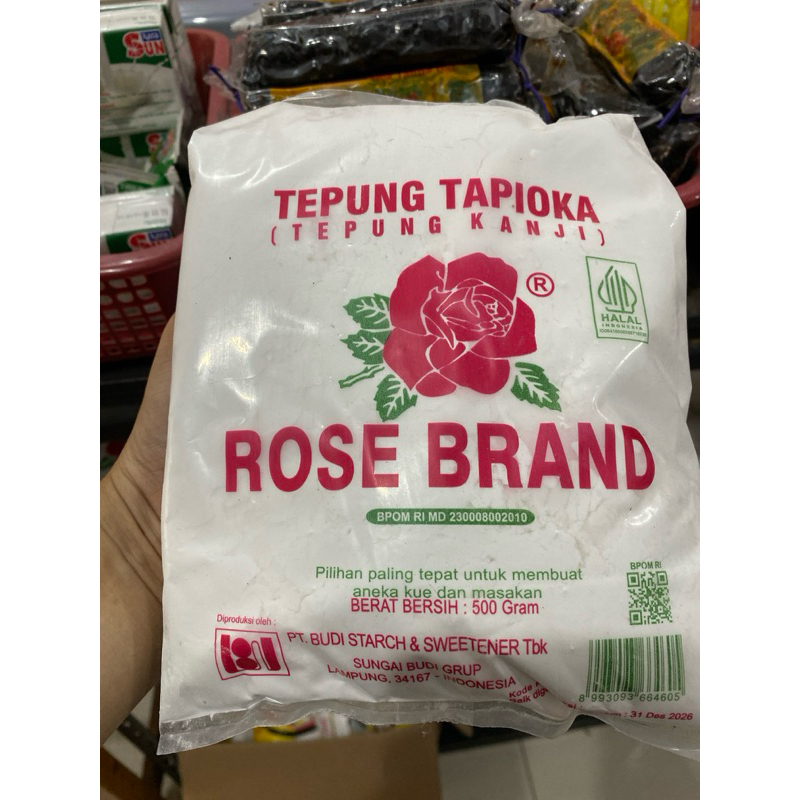 SUN
TEPUNG TAPIOKA
(TEPUNG KANJI)
®
HALAL
INDONESIA
ROSE BRAND
BPOM RI MD 230008002010
Pilihan paling tepat untuk membuat
aneka kue dan masakan
BERAT BERSIH : 500 Gram
BPOM RI
Diproduksi oleh :
PT. BUDI STARCH & SWEETENER Tbk
SUNGAI BUDI GRUP
LAMPUNG, 34167 - INDONESIA
8 993093 664605
Kode
: 31 Des 2026